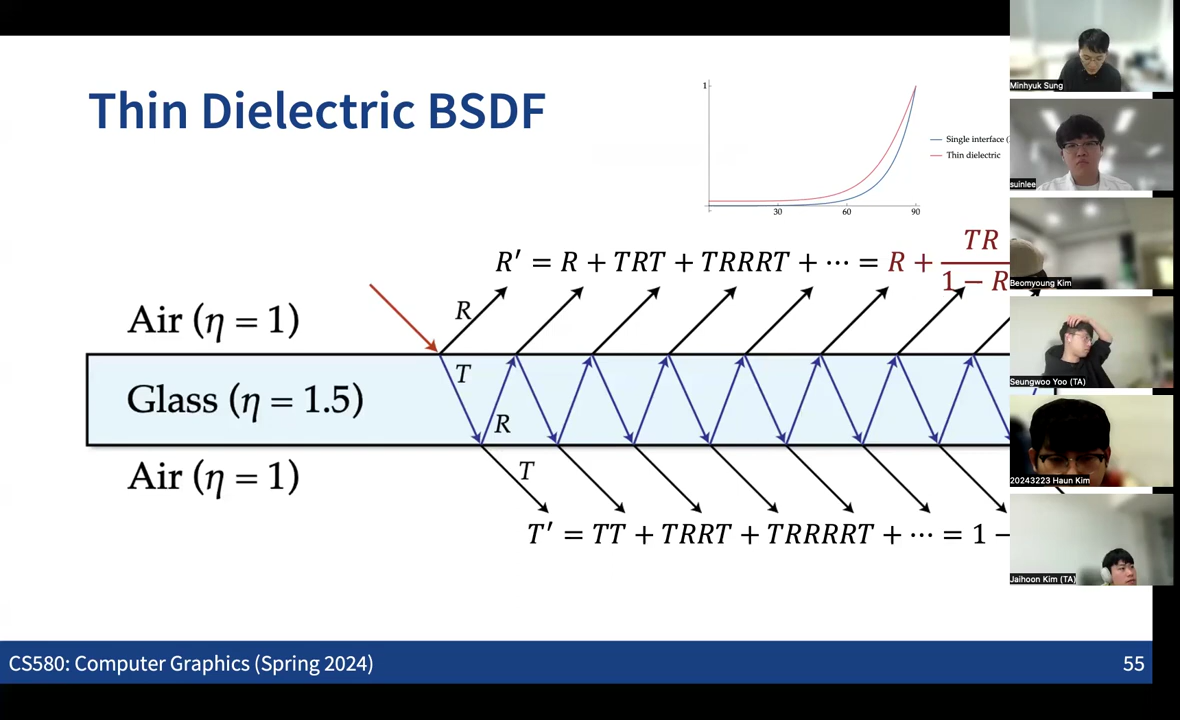 Thin Dielectric BSDF
1
30
60
90
Single interface (
Thin dielectric
R′ = R + TRT + TRRRT + ⋯ = R + TR / 1 − R
Air (η = 1)
R
T
Glass (η = 1.5)
R
Air (η = 1)
T
T′ = TT + TRRT + TRRRRT + ⋯ = 1 −
CS580: Computer Graphics (Spring 2024)
55
Minhyuk Sung
suinlee
Beomyoung Kim
Seungwoo Yoo (TA)
20243223 Haun Kim
Jaihoon Kim (TA)